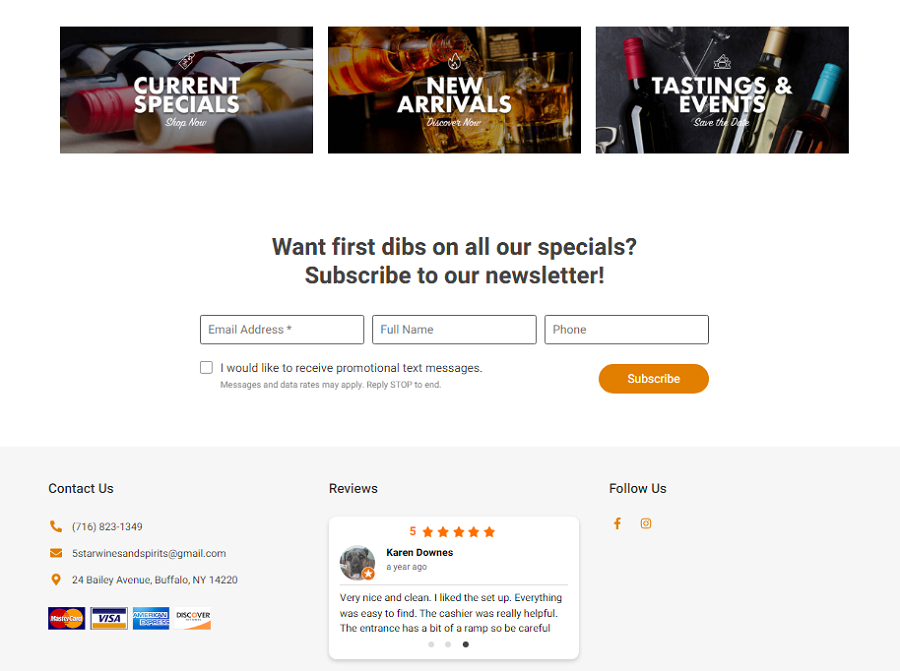 CURRENT
SPECIALS
Shop Now
NEW
ARRIVALS
Discover Now
TASTINGS &
EVENTS
Save the Date
Want first dibs on all our specials?
Subscribe to our newsletter!
Email Address *
Full Name
Phone
I would like to receive promotional text messages.
Messages and data rates may apply. Reply STOP to end.
Subscribe
Contact Us
(716) 823-1349
5starwinesandspirits@gmail.com
24 Bailey Avenue, Buffalo, NY 14220
MasterCard
VISA
AMERICAN
EXPRESS
DISCOVER
Reviews
5
Karen Downes
a year ago
Very nice and clean. I liked the set up. Everything
was easy to find. The cashier was really helpful.
The entrance has a bit of a ramp so be careful
Follow Us